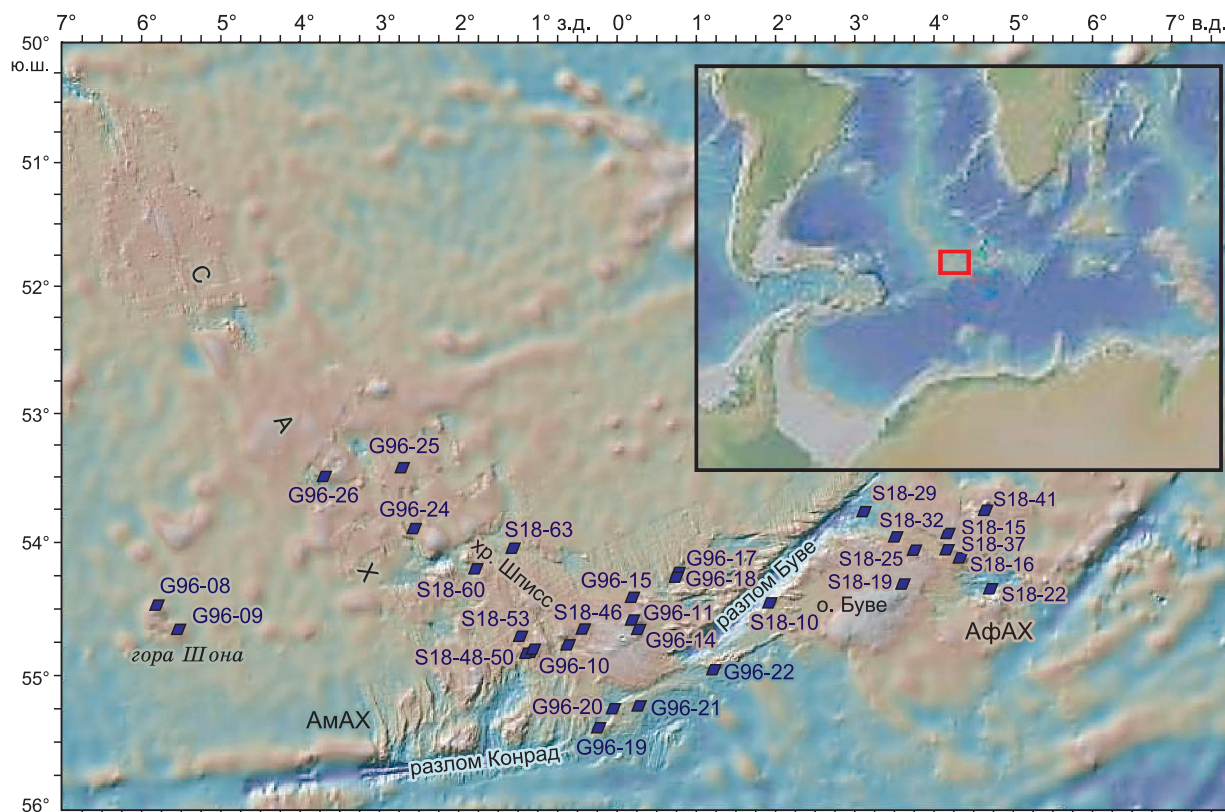 7° 6° 5° 4° 3° 2° 1° з.д. 0° 1° 2° 3° 4° 5° 6° 7° в.д.
50°
ю.ш.
51°
52°
53°
54°
55°
56°
С
А
Х
G96-25
G96-26
G96-24
S18-63
хр. Шписс
S18-60
G96-08
G96-09
гора Шона
S18-53
S18-46
S18-48-50
G96-10
G96-15
G96-17
G96-18
G96-11
G96-14
разлом Буве
S18-10
G96-22
G96-20
G96-21
G96-19
АмАХ
разлом Конрад
S18-29
S18-41
S18-32
S18-15
S18-37
S18-25
S18-16
S18-19
S18-22
о. Буве
АфАХ